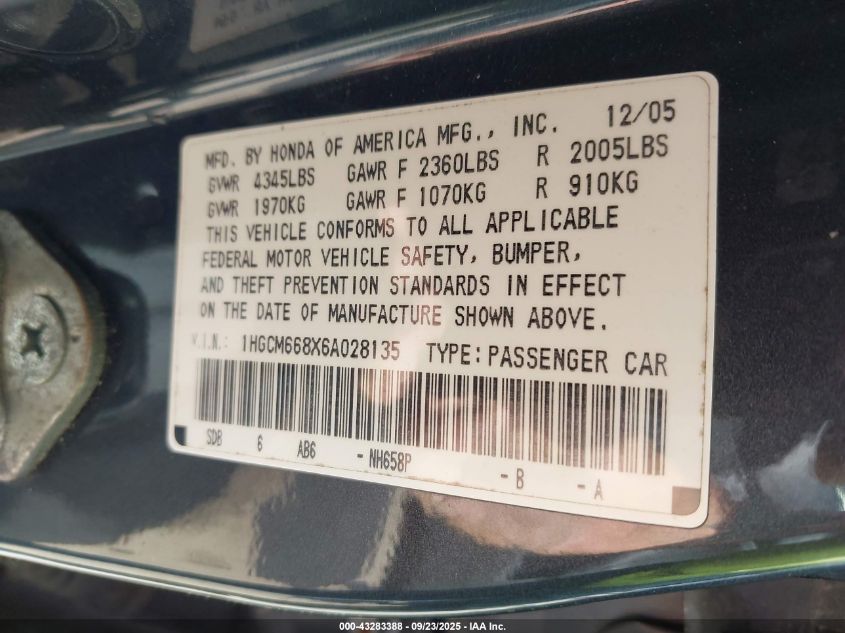 MFD. BY HONDA OF AMERICA MFG., INC. 12/05
GVWR 4345LBS GAWR F 2360LBS R 2005LBS
GVWR 1970KG GAWR F 1070KG R 910KG
THIS VEHICLE CONFORMS TO ALL APPLICABLE
FEDERAL MOTOR VEHICLE SAFETY, BUMPER,
AND THEFT PREVENTION STANDARDS IN EFFECT
ON THE DATE OF MANUFACTURE SHOWN ABOVE.
V.I.N.: 1HGCM668X6A028135 TYPE: PASSENGER CAR
SDB 6 AB6 - NH658P - B - A
000-43283388 - 09/23/2025 - IAA Inc.